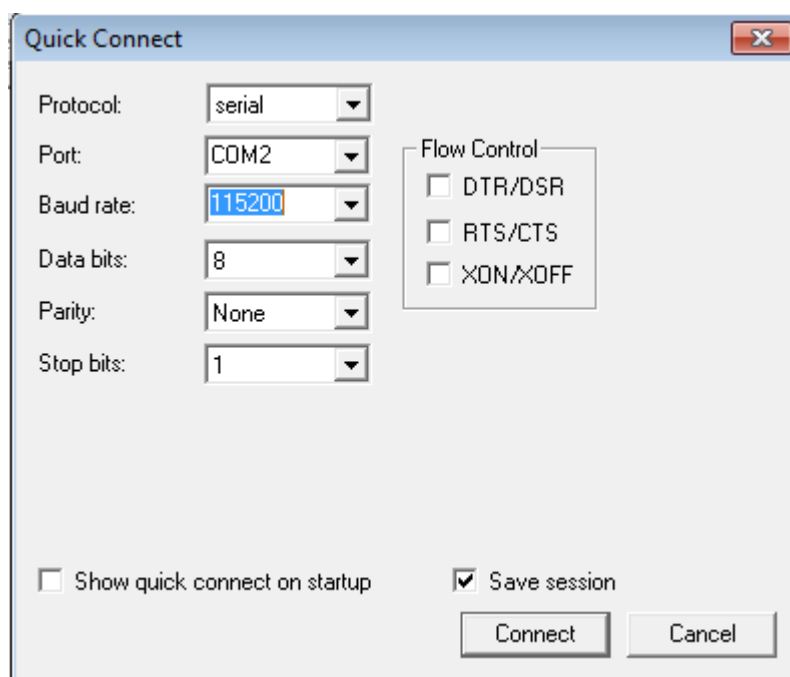 Quick Connect
Protocol: serial
Port: COM2
Baud rate: 115200
Data bits: 8
Parity: None
Stop bits: 1
Flow Control
DTR/DSR
RTS/CTS
XON/XOFF
Show quick connect on startup
Save session
Connect Cancel